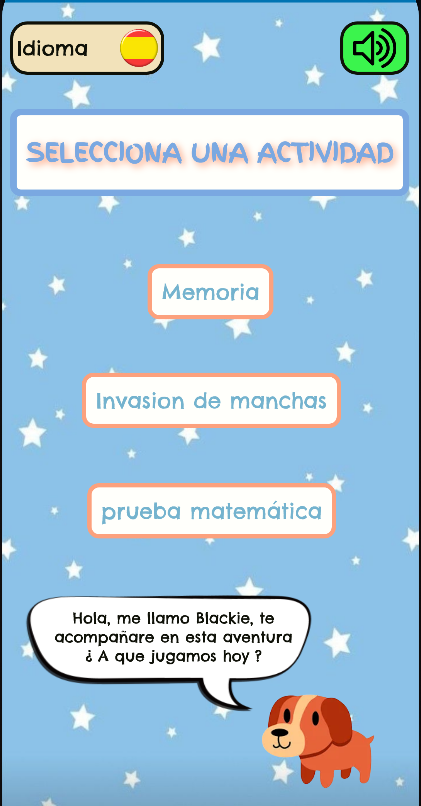 Idioma
SELECCIONA UNA ACTIVIDAD
Memoria
Invasion de manchas
prueba matemática
Hola, me llamo Blackie, te
acompañare en esta aventura
¿ A que jugamos hoy ?